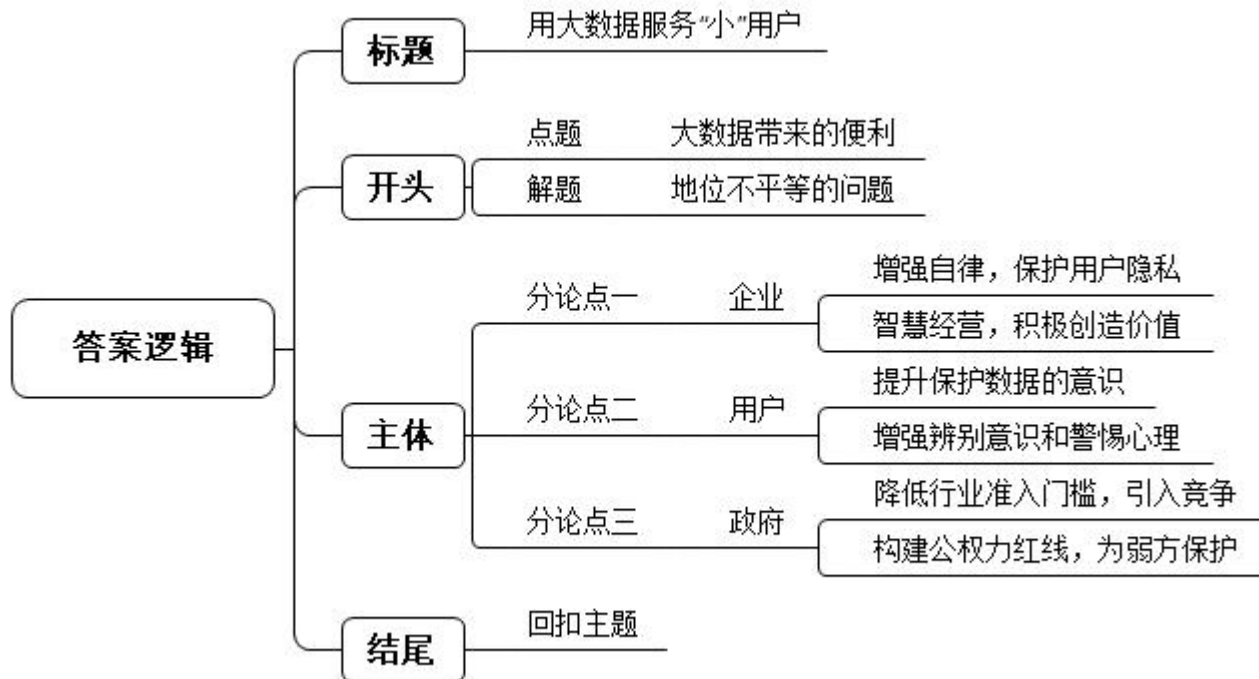 答案逻辑
标题
用大数据服务“小”用户
开头
点题 大数据带来的便利
解题 地位不平等的问题
主体
分论点一 企业
增强自律，保护用户隐私
智慧经营，积极创造价值
分论点二 用户
提升保护数据的意识
增强辨别意识和警惕心理
分论点三 政府
降低行业准入门槛，引入竞争
构建公权力红线，为弱方保护
结尾
回扣主题